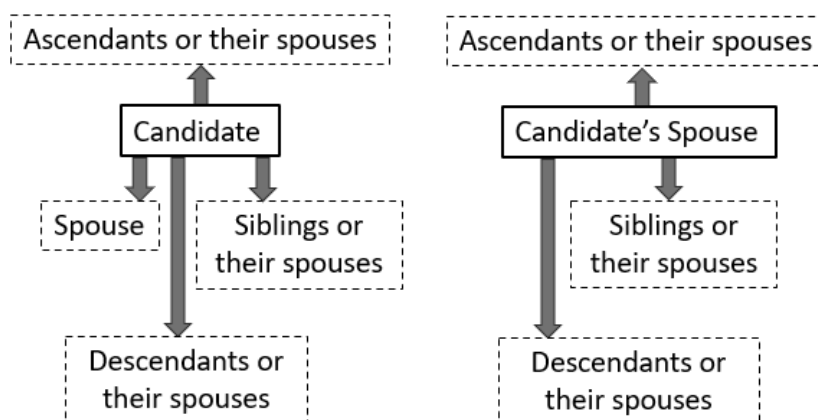 Ascendants or their spouses
Candidate
Spouse
Siblings or
their spouses
Descendants or
their spouses
Ascendants or their spouses
Candidate’s Spouse
Siblings or
their spouses
Descendants or
their spouses